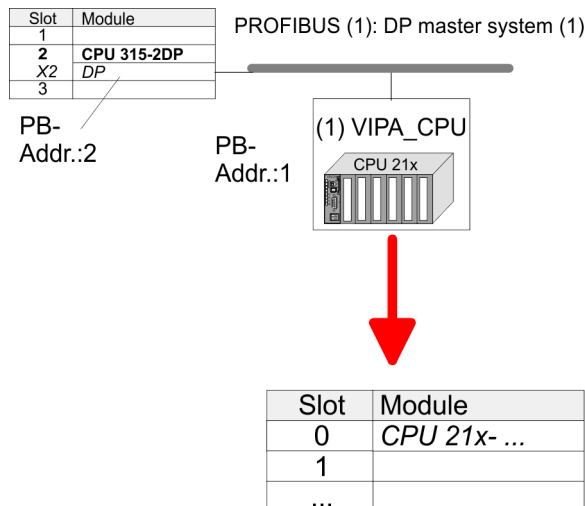 Slot Module
1
2 CPU 315-2DP
X2 DP
3
PROFIBUS (1): DP master system (1)
PB-
Addr.:2
PB-
Addr.:1
(1) VIPA_CPU
CPU 21x
Slot Module
0 CPU 21x- ...
1
...